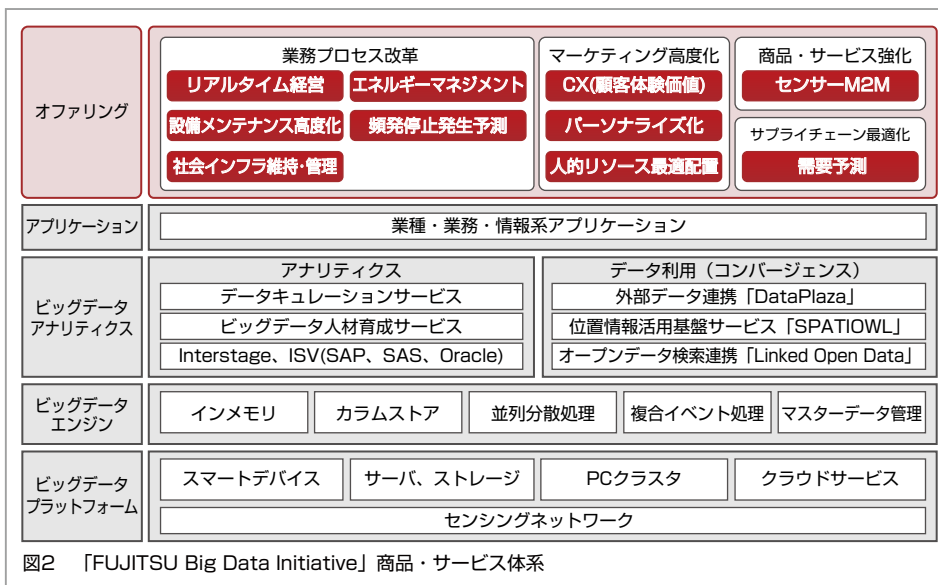 オファリング
業務プロセス改革
リアルタイム経営
エネルギーマネジメント
設備メンテナンス高度化
頻発停止発生予測
社会インフラ維持・管理
マーケティング高度化
CX(顧客体験価値)
パーソナライズ化
人的リソース最適配置
商品・サービス強化
センサーM2M
サプライチェーン最適化
需要予測
アプリケーション
業種・業務・情報系アプリケーション
ビッグデータ
アナリティクス
アナリティクス
データキュレーションサービス
ビッグデータ人材育成サービス
Interstage、ISV(SAP、SAS、Oracle)
データ利用（コンバージェンス）
外部データ連携「DataPlaza」
位置情報活用基盤サービス「SPATIOWL」
オープンデータ検索連携「Linked Open Data」
ビッグデータ
エンジン
インメモリ
カラムストア
並列分散処理
複合イベント処理
マスターデータ管理
ビッグデータ
プラットフォーム
スマートデバイス
サーバ、ストレージ
PCクラスタ
クラウドサービス
センシングネットワーク
図2　「FUJITSU Big Data Initiative」商品・サービス体系